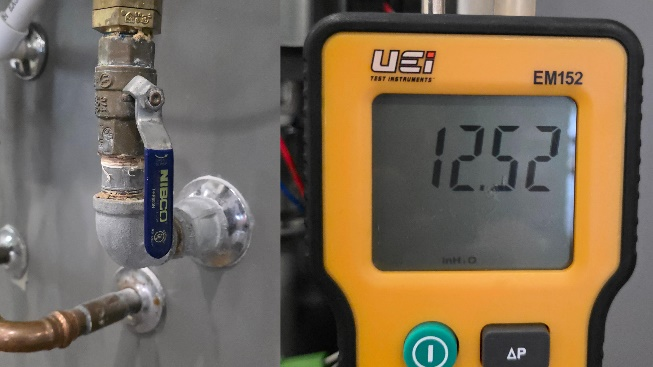 NIBCO
UEi
TEST INSTRUMENTS
EM152
12.52
inH₂O
ΔP